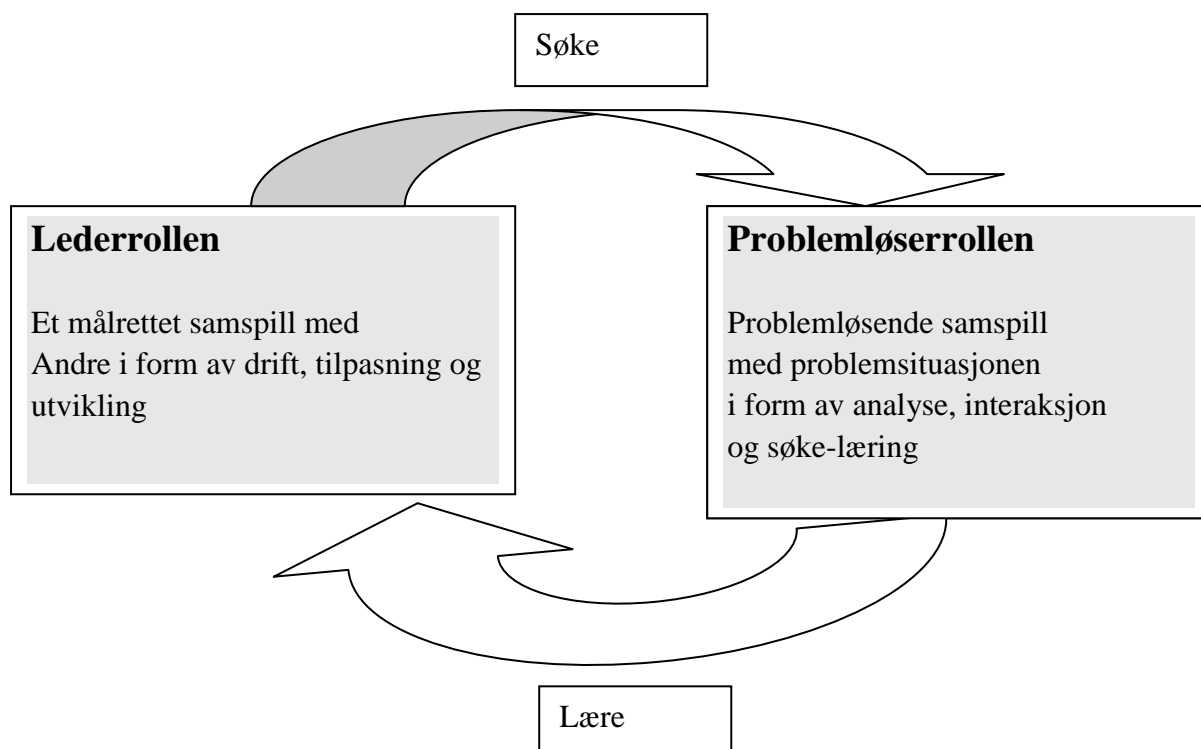 Søke
Lederrollen
Et målrettet samspill med
Andre i form av drift, tilpasning og
utvikling
Problemløserrollen
Problemløsende samspill
med problemsituasjonen
i form av analyse, interaksjon
og søke-læring
Lære